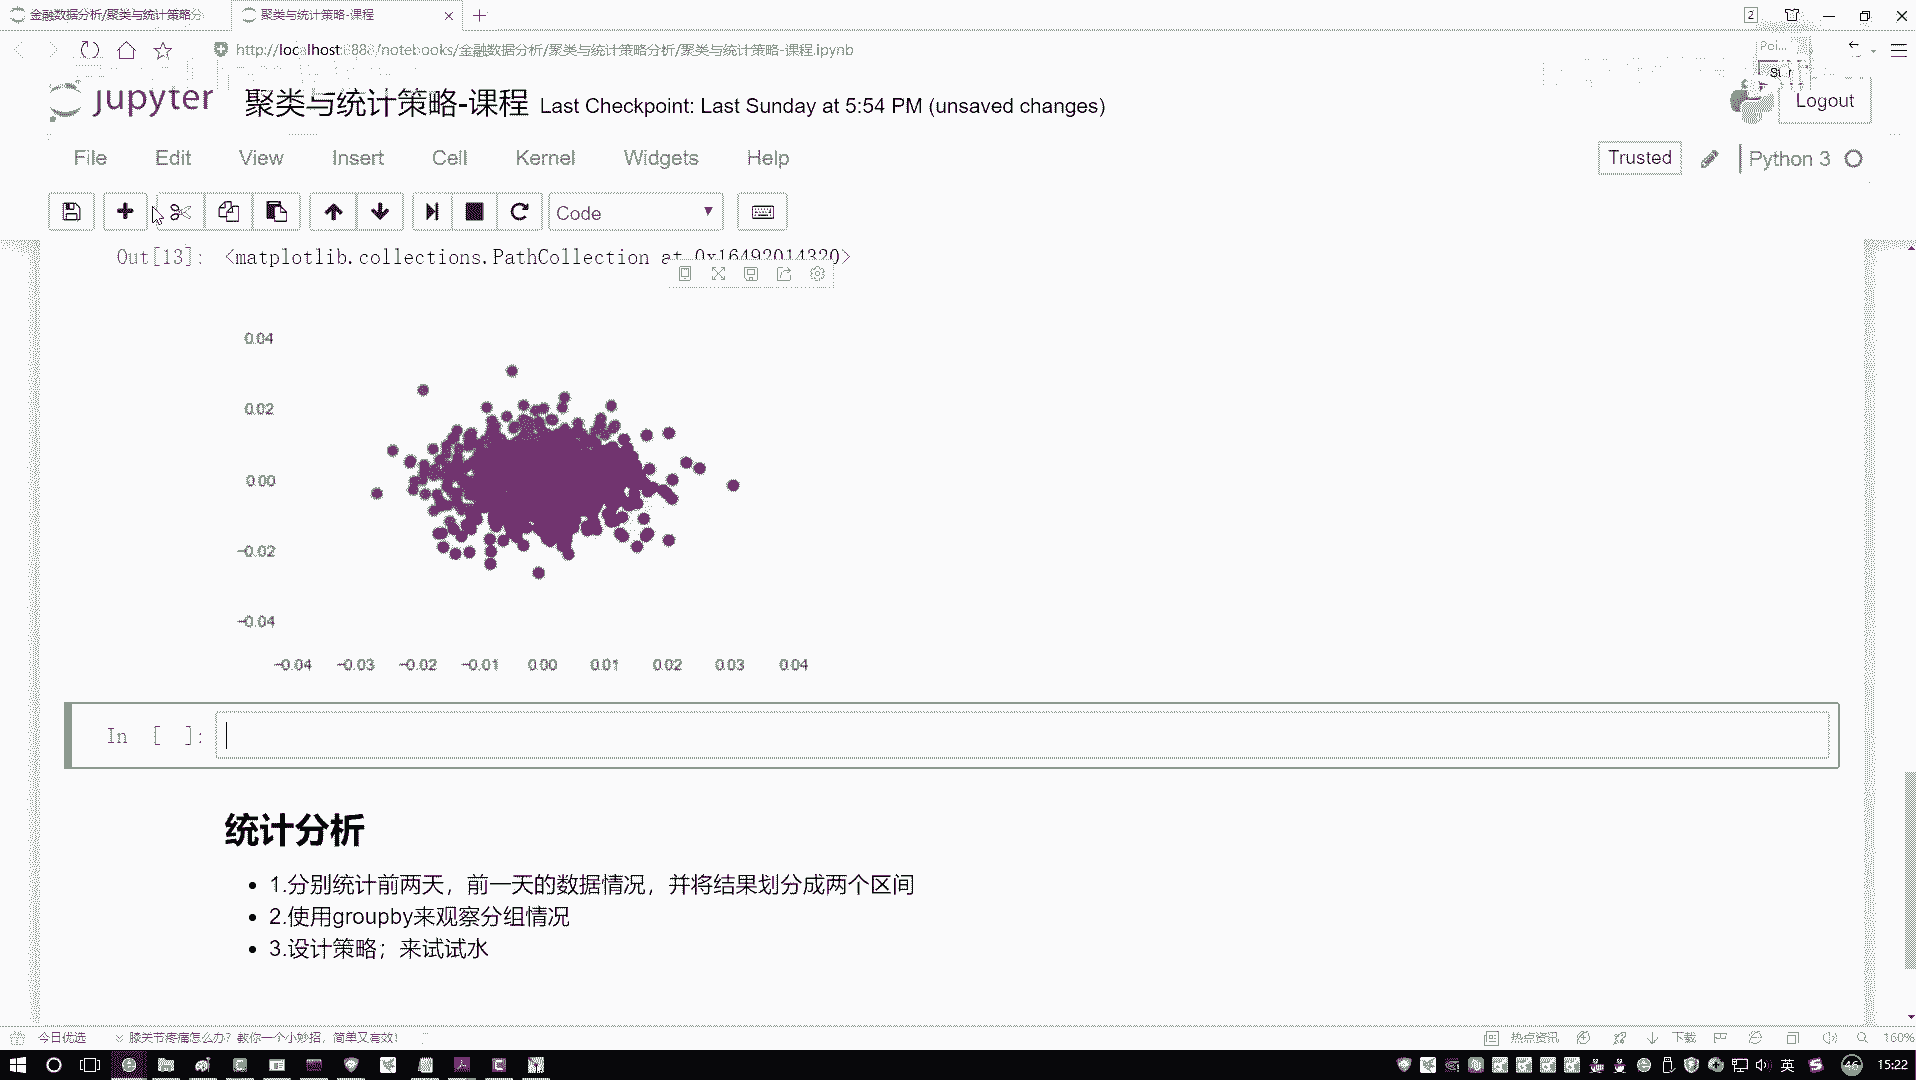 金融数据分析/聚类与统计策略分
聚类与统计策略-课程
2
http://localhost:8888/notebooks/金融数据分析/聚类与统计策略分析/聚类与统计策略-课程.ipynb
jupyter
聚类与统计策略-课程 Last Checkpoint: Last Sunday at 5:54 PM (unsaved changes)
Logout
File Edit View Insert Cell Kernel Widgets Help
Trusted
Python 3
Code
Out[13]: <matplotlib.collections.PathCollection at 0x16492014320>
0.04
0.02
0.00
−0.02
−0.04
−0.04 −0.03 −0.02 −0.01 0.00 0.01 0.02 0.03 0.04
In [ ]:
统计分析
1.分别统计前两天，前一天的数据情况，并将结果划分成两个区间
2.使用groupby来观察分组情况
3.设计策略；来试试水
今日优选 膝关节疼痛怎么办？教你一个小妙招，简单又有效！
热点资讯 下载 160%
英 46 15:22